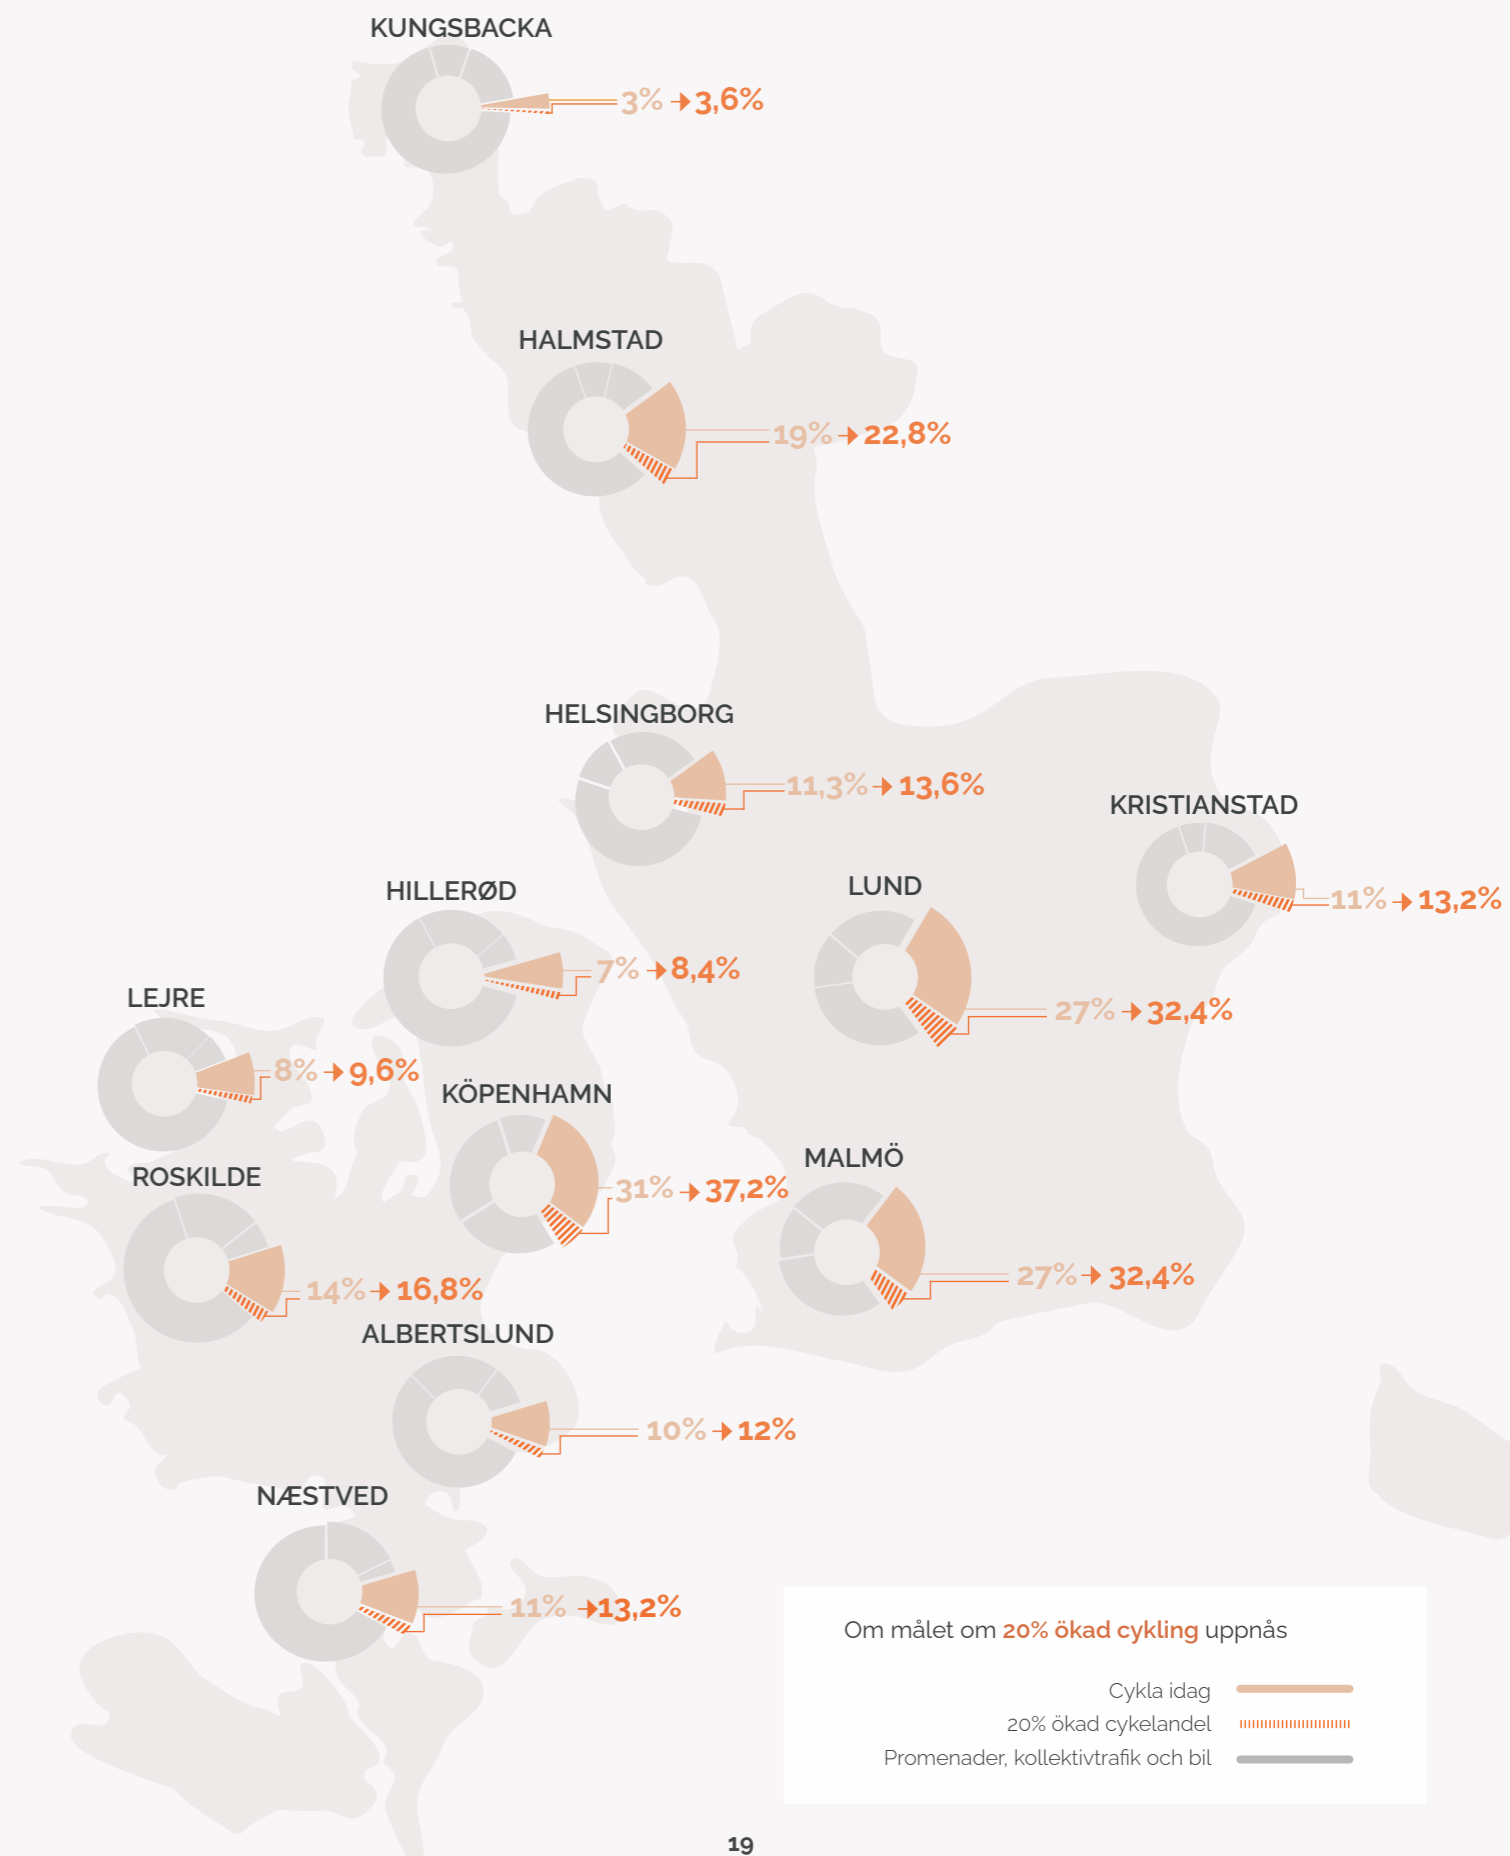 KUNGSBACKA
3% 3,6%
HALMSTAD
19% 22,8%
HELSINGBORG
11,3% 13,6%
KRISTIANSTAD
11% 13,2%
HILLERØD
7% 8,4%
LUND
27% 32,4%
LEJRE
8% 9,6%
KÖPENHAMN
31% 37,2%
MALMÖ
27% 32,4%
ROSKILDE
14% 16,8%
ALBERTSLUND
10% 12%
NÆSTVED
11% 13,2%
Om målet om 20% ökad cykling uppnås
Cykla idag
20% ökad cykelandel
Promenader, kollektivtrafik och bil
19